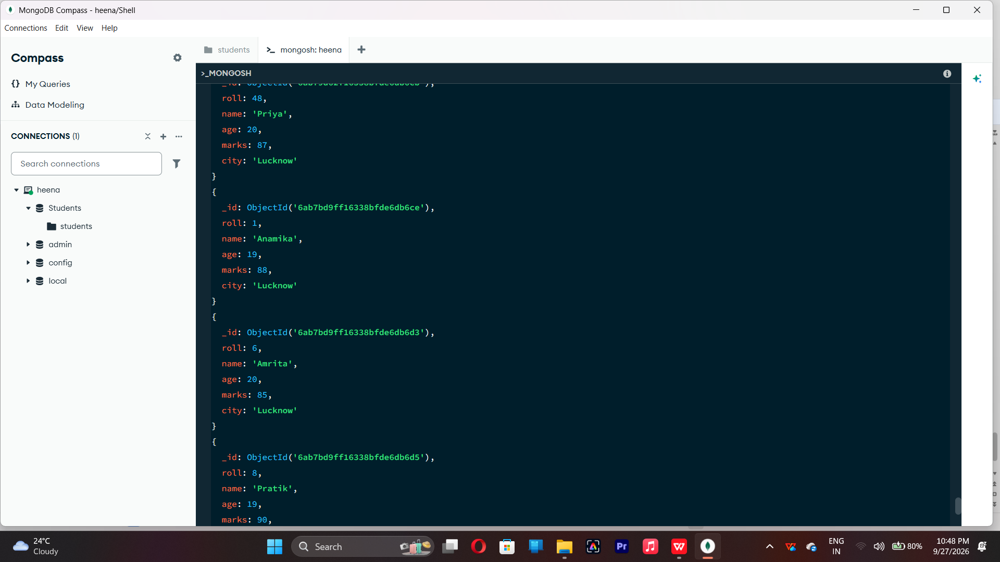 MongoDB Compass - heena/Shell
Connections Edit View Help
Compass
My Queries
Data Modeling
CONNECTIONS (1)
Search connections
heena
Students
students
admin
config
local
students
mongosh: heena
>_MONGOSH
roll: 48,
name: 'Priya',
age: 20,
marks: 87,
city: 'Lucknow'
}
{
_id: ObjectId('6ab7bd9ff16338bfde6db6ce'),
roll: 1,
name: 'Anamika',
age: 19,
marks: 88,
city: 'Lucknow'
}
{
_id: ObjectId('6ab7bd9ff16338bfde6db6d3'),
roll: 6,
name: 'Amrita',
age: 20,
marks: 85,
city: 'Lucknow'
}
{
_id: ObjectId('6ab7bd9ff16338bfde6db6d5'),
roll: 8,
name: 'Pratik',
age: 19,
marks: 90,
24°C
Cloudy
Search
Pr
ENG
IN
80%
10:48 PM
9/27/2026